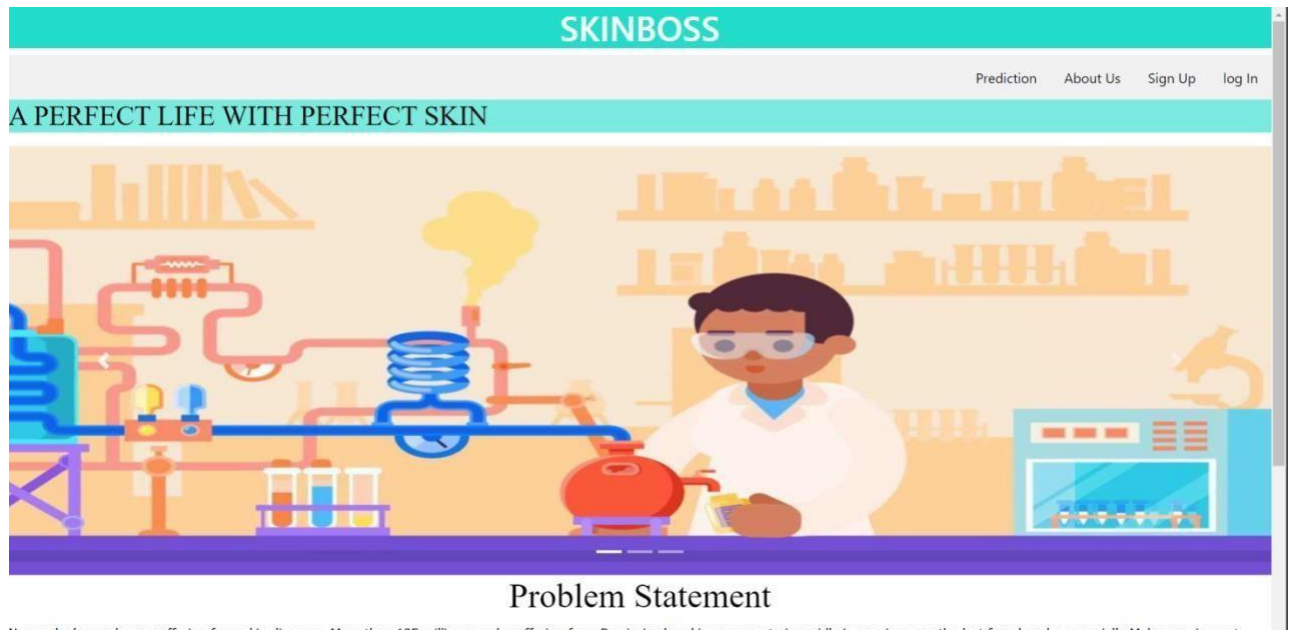 SKINBOSS
Prediction About Us Sign Up log In
A PERFECT LIFE WITH PERFECT SKIN
Problem Statement